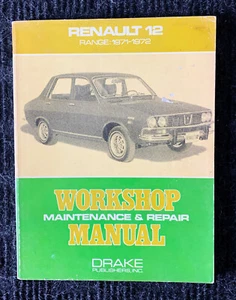 RENAULT 12
RANGE: 1971-1972
WORKSHOP
MAINTENANCE & REPAIR
MANUAL
DRAKE
PUBLISHERS, INC.